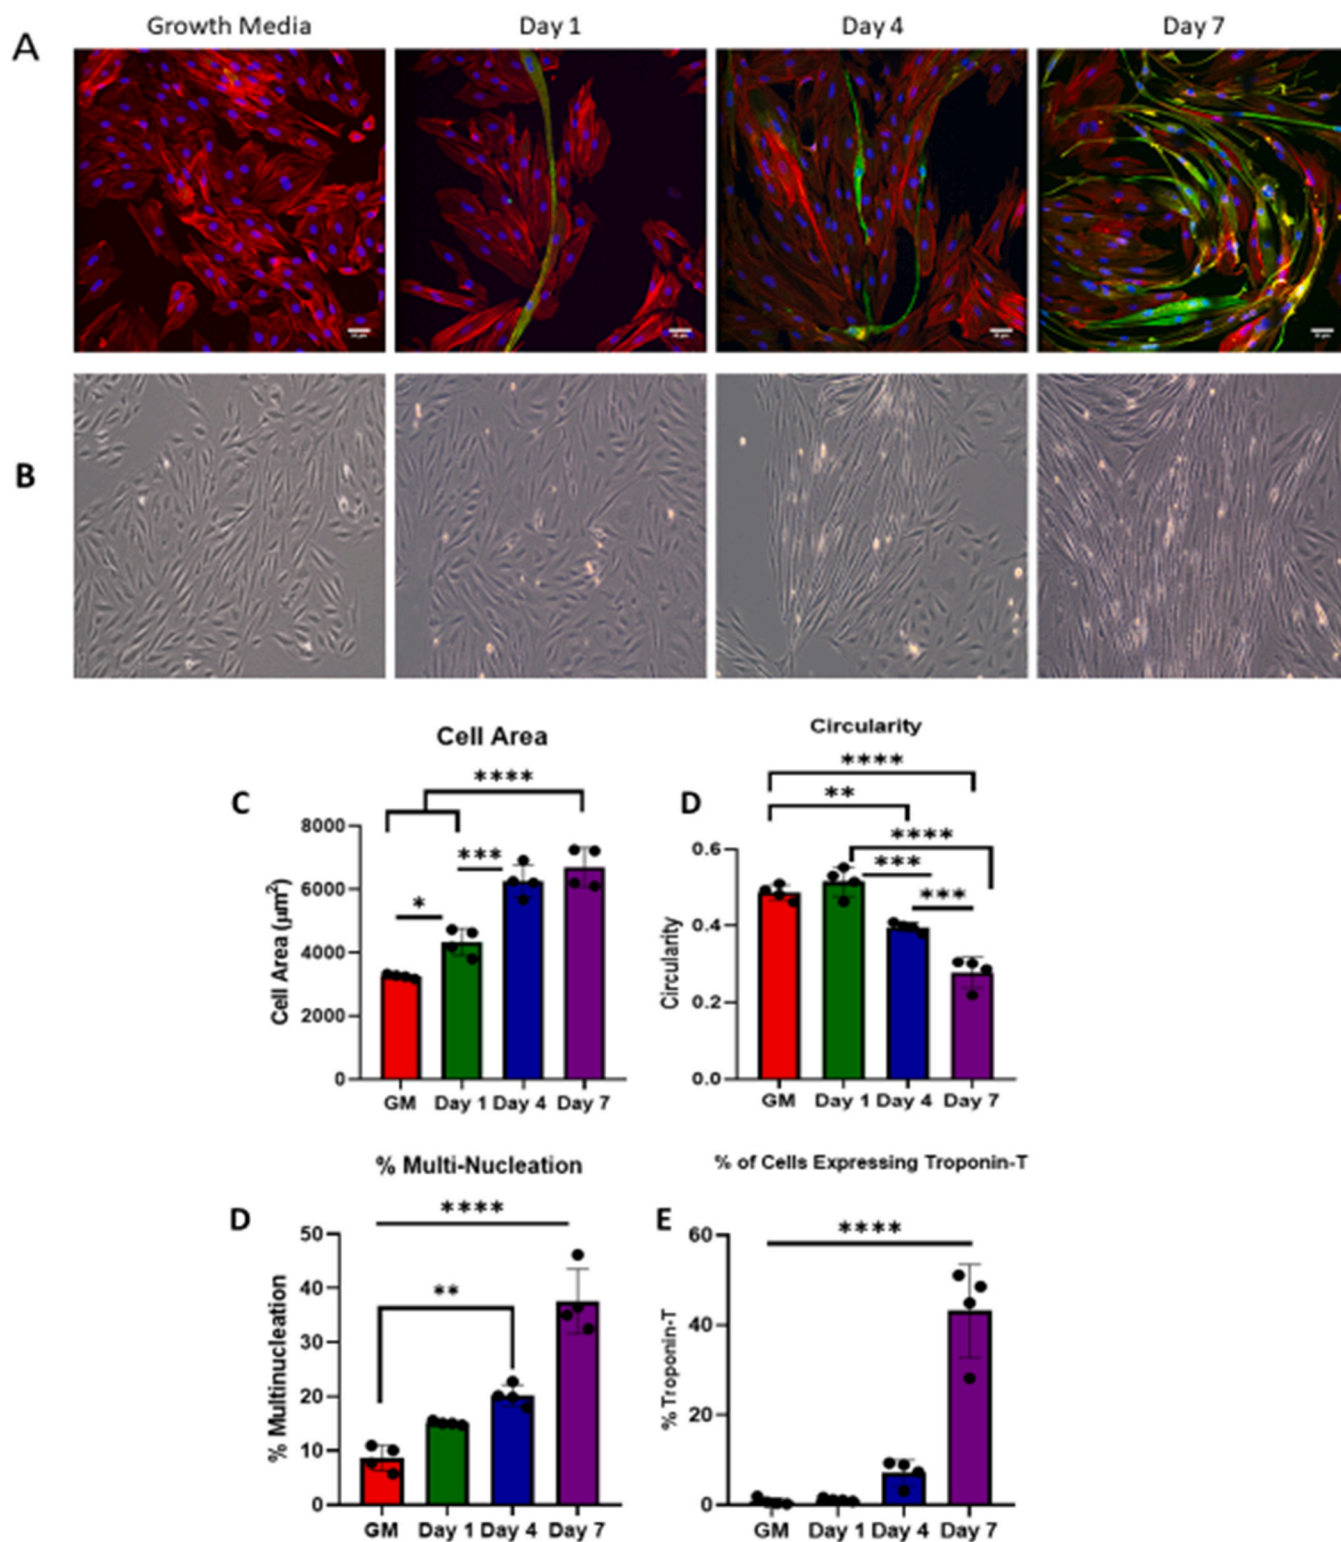 A
Growth Media
Day 1
Day 4
Day 7
B
C
Cell Area
****
***
*
Cell Area (µm²)
8000
6000
4000
2000
0
GM Day 1 Day 4 Day 7
D
Circularity
****
**
****
***
***
Circularity
0.6
0.4
0.2
0.0
GM Day 1 Day 4 Day 7
D
% Multi-Nucleation
****
**
% Multinucleation
50
40
30
20
10
0
GM Day 1 Day 4 Day 7
E
% of Cells Expressing Troponin-T
****
% Troponin-T
60
40
20
0
GM Day 1 Day 4 Day 7